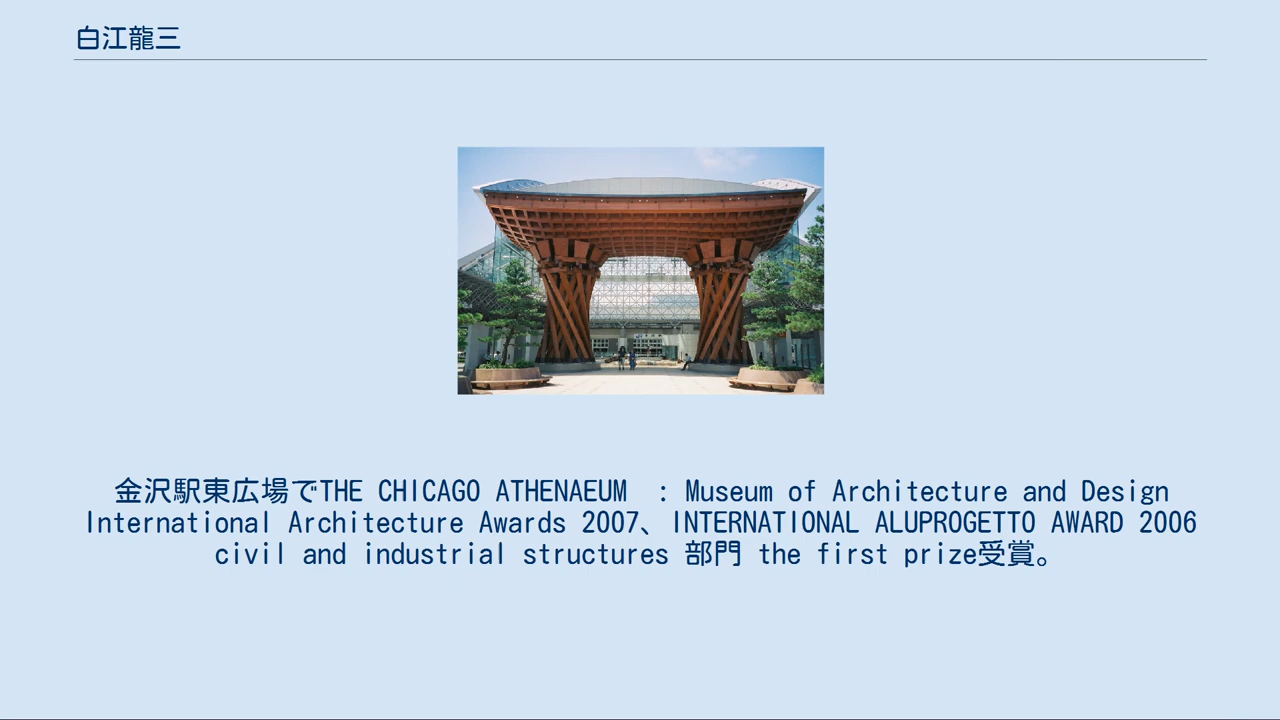 白江龍三
金沢駅東広場でTHE CHICAGO ATHENAEUM　: Museum of Architecture and Design
International Architecture Awards 2007、INTERNATIONAL ALUPROGETTO AWARD 2006
civil and industrial structures 部門 the first prize受賞。